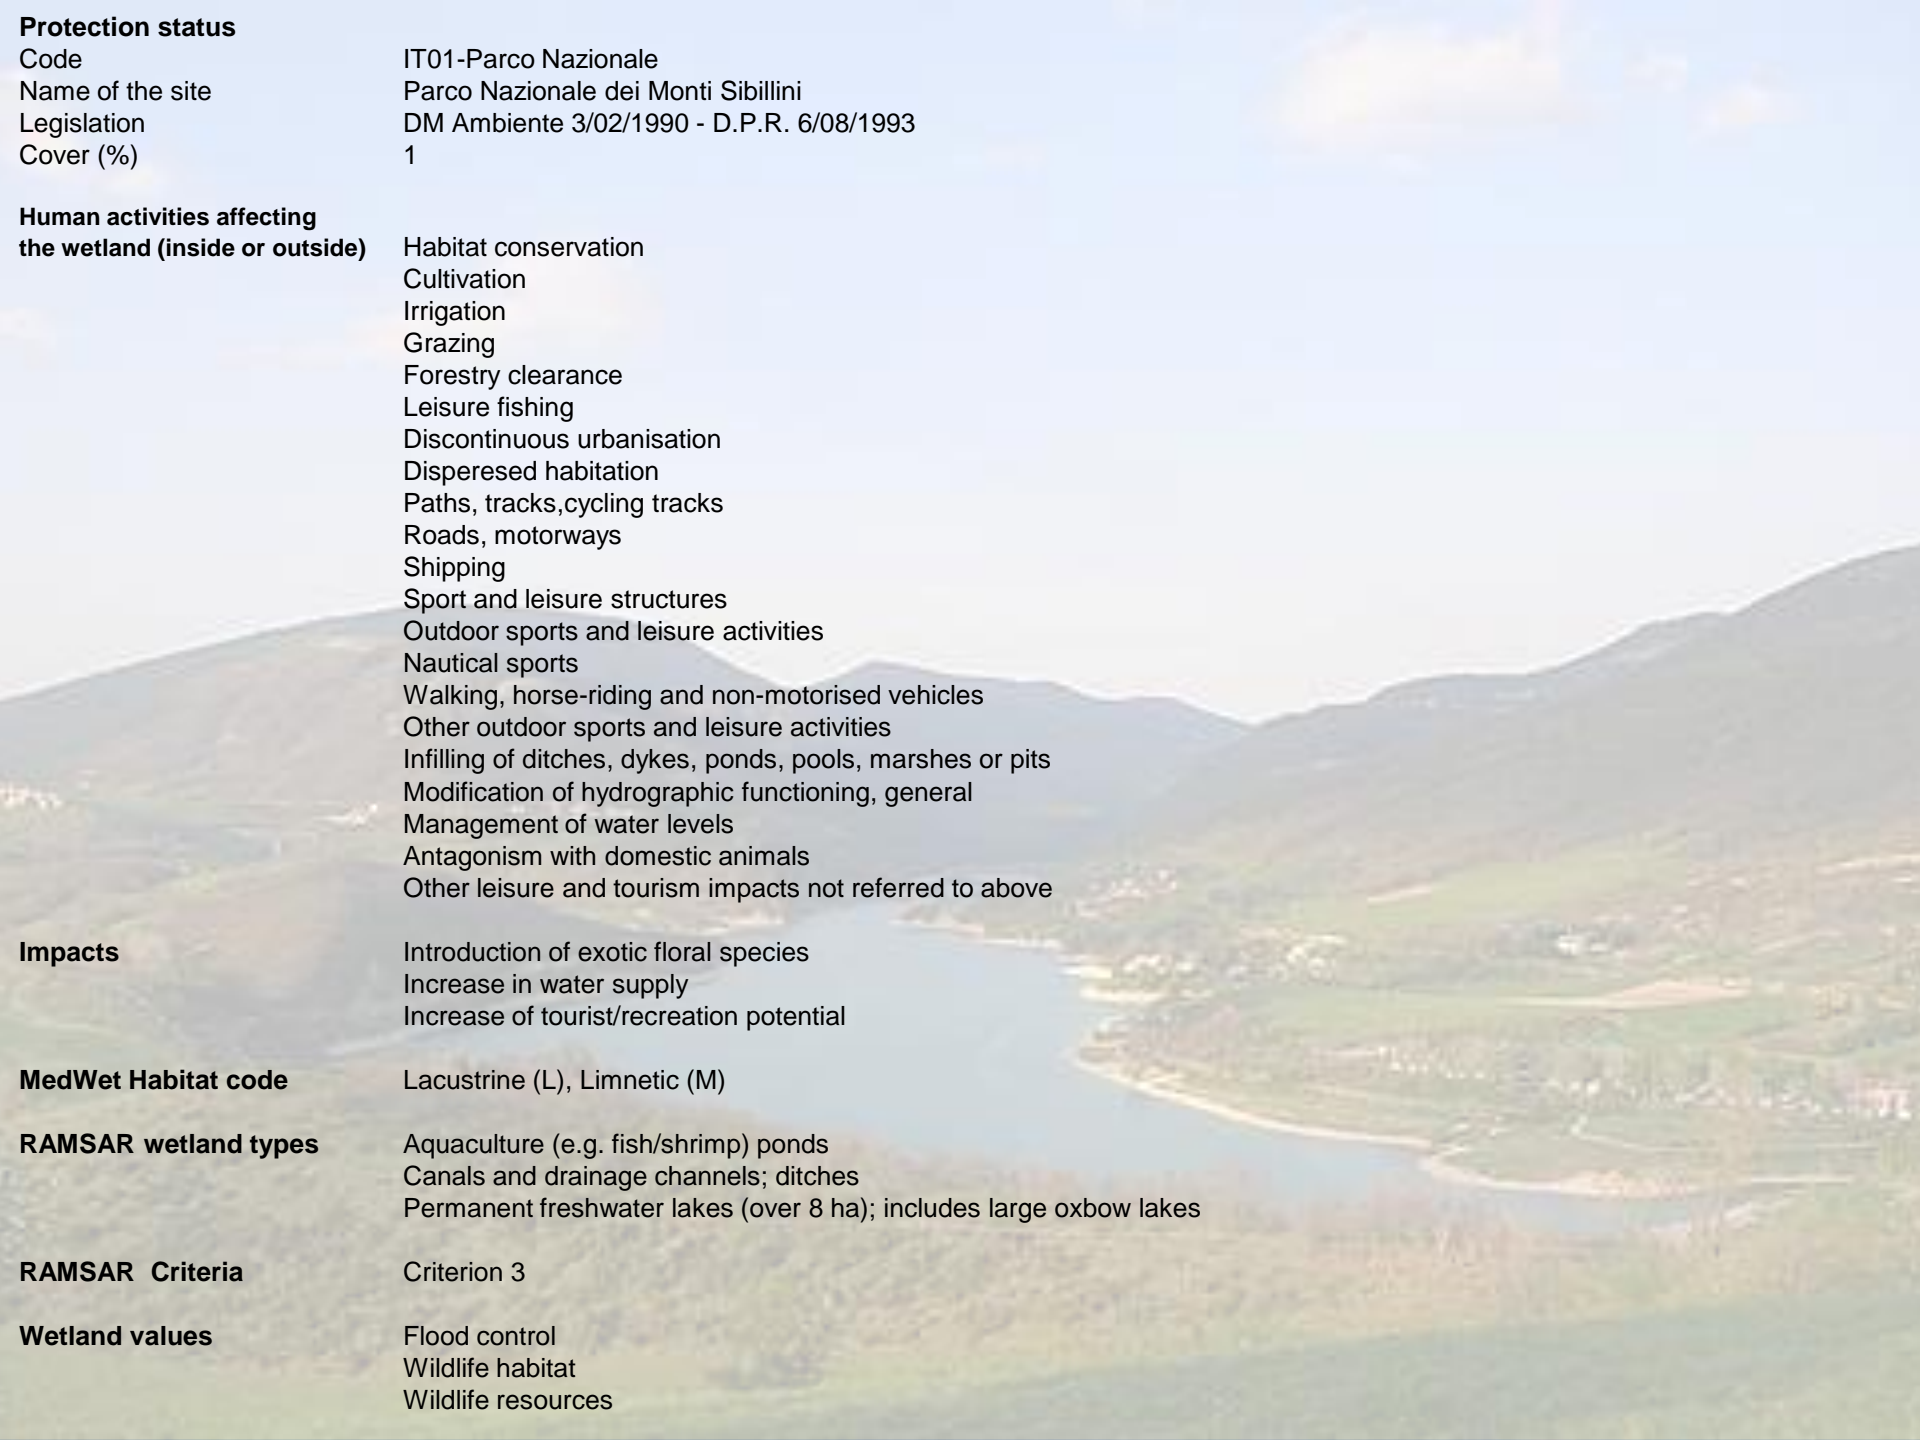 Protection status
Code IT01-Parco Nazionale
Name of the site Parco Nazionale dei Monti Sibillini
Legislation DM Ambiente 3/02/1990 - D.P.R. 6/08/1993
Cover (%) 1
Human activities affecting
the wetland (inside or outside) Habitat conservation
Cultivation
Irrigation
Grazing
Forestry clearance
Leisure fishing
Discontinuous urbanisation
Disperesed habitation
Paths, tracks,cycling tracks
Roads, motorways
Shipping
Sport and leisure structures
Outdoor sports and leisure activities
Nautical sports
Walking, horse-riding and non-motorised vehicles
Other outdoor sports and leisure activities
Infilling of ditches, dykes, ponds, pools, marshes or pits
Modification of hydrographic functioning, general
Management of water levels
Antagonism with domestic animals
Other leisure and tourism impacts not referred to above
Impacts Introduction of exotic floral species
Increase in water supply
Increase of tourist/recreation potential
MedWet Habitat code Lacustrine (L), Limnetic (M)
RAMSAR wetland types Aquaculture (e.g. fish/shrimp) ponds
Canals and drainage channels; ditches
Permanent freshwater lakes (over 8 ha); includes large oxbow lakes
RAMSAR Criteria Criterion 3
Wetland values Flood control
Wildlife habitat
Wildlife resources